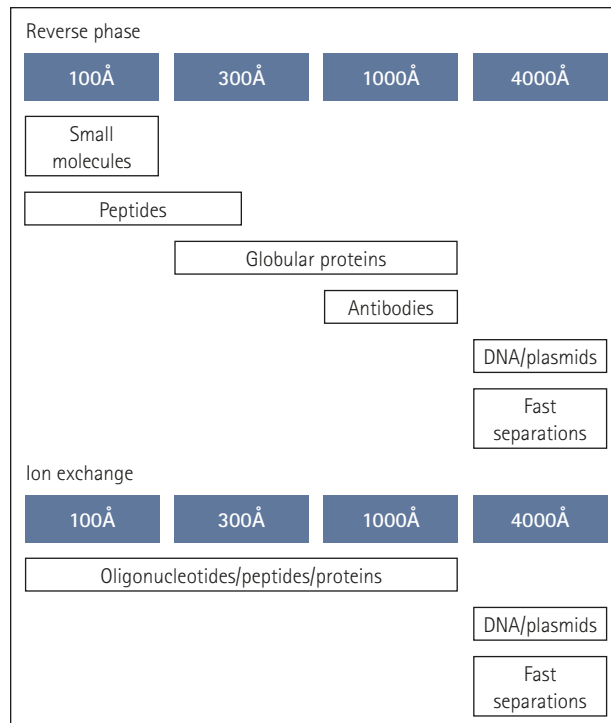 Reverse phase
100Å 300Å 1000Å 4000Å
Small
molecules
Peptides
Globular proteins
Antibodies
DNA/plasmids
Fast
separations
Ion exchange
100Å 300Å 1000Å 4000Å
Oligonucleotides/peptides/proteins
DNA/plasmids
Fast
separations